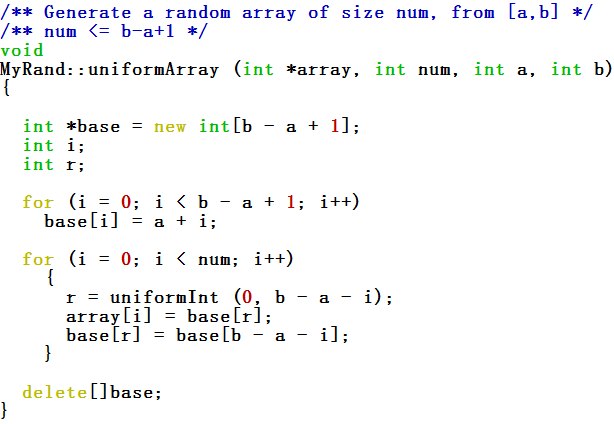 /** Generate a random array of size num, from [a,b] */
/** num <= b-a+1 */
void
MyRand::uniformArray (int *array, int num, int a, int b)
{
int *base = new int[b - a + 1];
int i;
int r;
for (i = 0; i < b - a + 1; i++)
base[i] = a + i;
for (i = 0; i < num; i++)
{
r = uniformInt (0, b - a - i);
array[i] = base[r];
base[r] = base[b - a - i];
}
delete[]base;
}